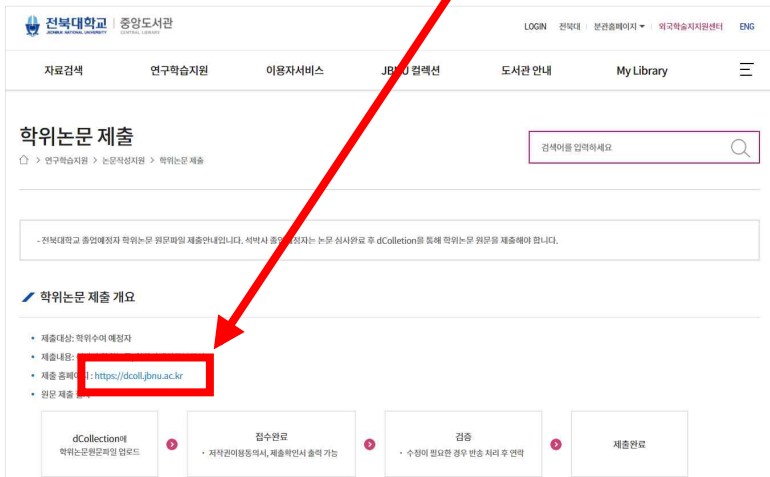 전북대학교 중앙도서관
JEONBUK NATIONAL UNIVERSITY CENTRAL LIBRARY
LOGIN 전북대 분관홈페이지 외국학술지지원센터 ENG
자료검색 연구학습지원 이용자서비스 JBNU 컬렉션 도서관 안내 My Library
학위논문 제출
> 연구학습지원 > 논문작성지원 > 학위논문 제출
검색어를 입력하세요
- 전북대학교 졸업예정자 학위논문 원문파일 제출안내입니다. 석박사 졸업예정자는 논문 심사완료 후 dColletion을 통해 학위논문 원문을 제출해야 합니다.
학위논문 제출 개요
• 제출대상: 학위수여 예정자
• 제출내용:
• 제출 홈페이지 : https://dcoll.jbnu.ac.kr
• 원문 제출
dCollection에
학위논문원문파일 업로드
접수완료
• 저작권이용동의서, 제출확인서 출력 가능
검증
• 수정이 필요한 경우 반송 처리 후 연락
제출완료